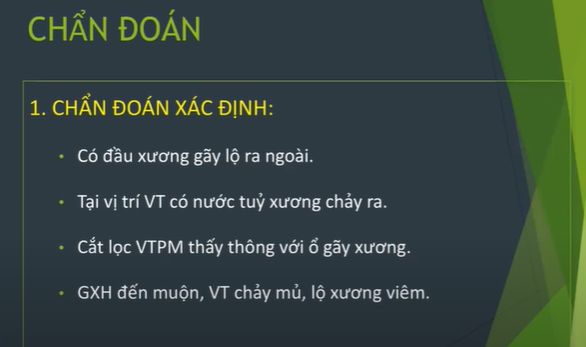 CHẨN ĐOÁN
1. CHẨN ĐOÁN XÁC ĐỊNH:
• Có đầu xương gãy lộ ra ngoài.
• Tại vị trí VT có nước tuỷ xương chảy ra.
• Cắt lọc VTPM thấy thông với ổ gãy xương.
• GXH đến muộn, VT chảy mủ, lộ xương viêm.